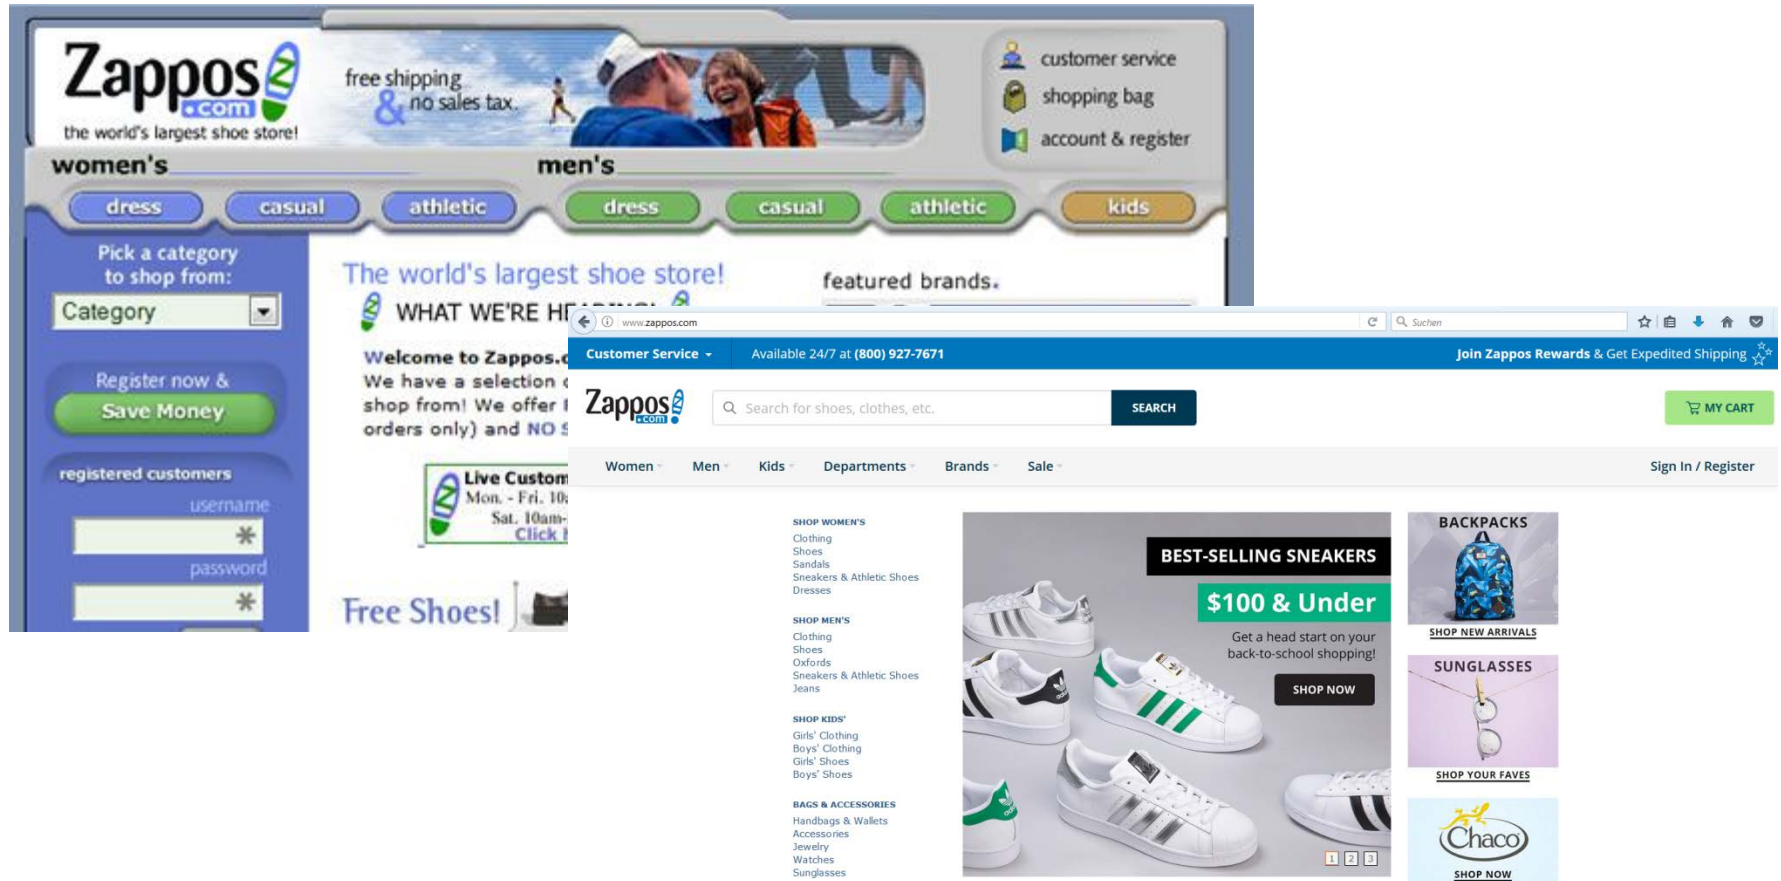 Zappos
.com
the world's largest shoe store!
free shipping
& no sales tax.
customer service
shopping bag
account & register
women's
men's
dress
casual
athletic
dress
casual
athletic
kids
Pick a category
to shop from:
Category
Register now &
Save Money
registered customers
username
password
The world's largest shoe store!
WHAT WE'RE
featured brands.
Welcome to Zappos.
We have a selection
shop from! We offer
orders only) and NO
Live Custom
Mon. - Fri. 10
Sat. 10am-
Click
Free Shoes!
www.zappos.com
Suchen
Customer Service
Available 24/7 at (800) 927-7671
Join Zappos Rewards & Get Expedited Shipping
Zappos
.com
Search for shoes, clothes, etc.
SEARCH
MY CART
Women
Men
Kids
Departments
Brands
Sale
Sign In / Register
SHOP WOMEN'S
Clothing
Shoes
Sandals
Sneakers & Athletic Shoes
Dresses
SHOP MEN'S
Clothing
Shoes
Oxfords
Sneakers & Athletic Shoes
Jeans
SHOP KIDS'
Girls' Clothing
Boys' Clothing
Girls' Shoes
Boys' Shoes
BAGS & ACCESSORIES
Handbags & Wallets
Accessories
Jewelry
Watches
Sunglasses
BEST-SELLING SNEAKERS
$100 & Under
Get a head start on your
back-to-school shopping!
SHOP NOW
1 2 3
BACKPACKS
SHOP NEW ARRIVALS
SUNGLASSES
SHOP YOUR FAVES
Chaco
SHOP NOW